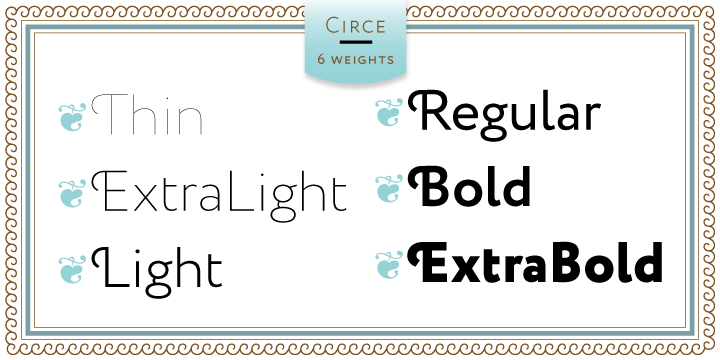 Circe
6 weights
Thin
ExtraLight
Light
Regular
Bold
ExtraBold